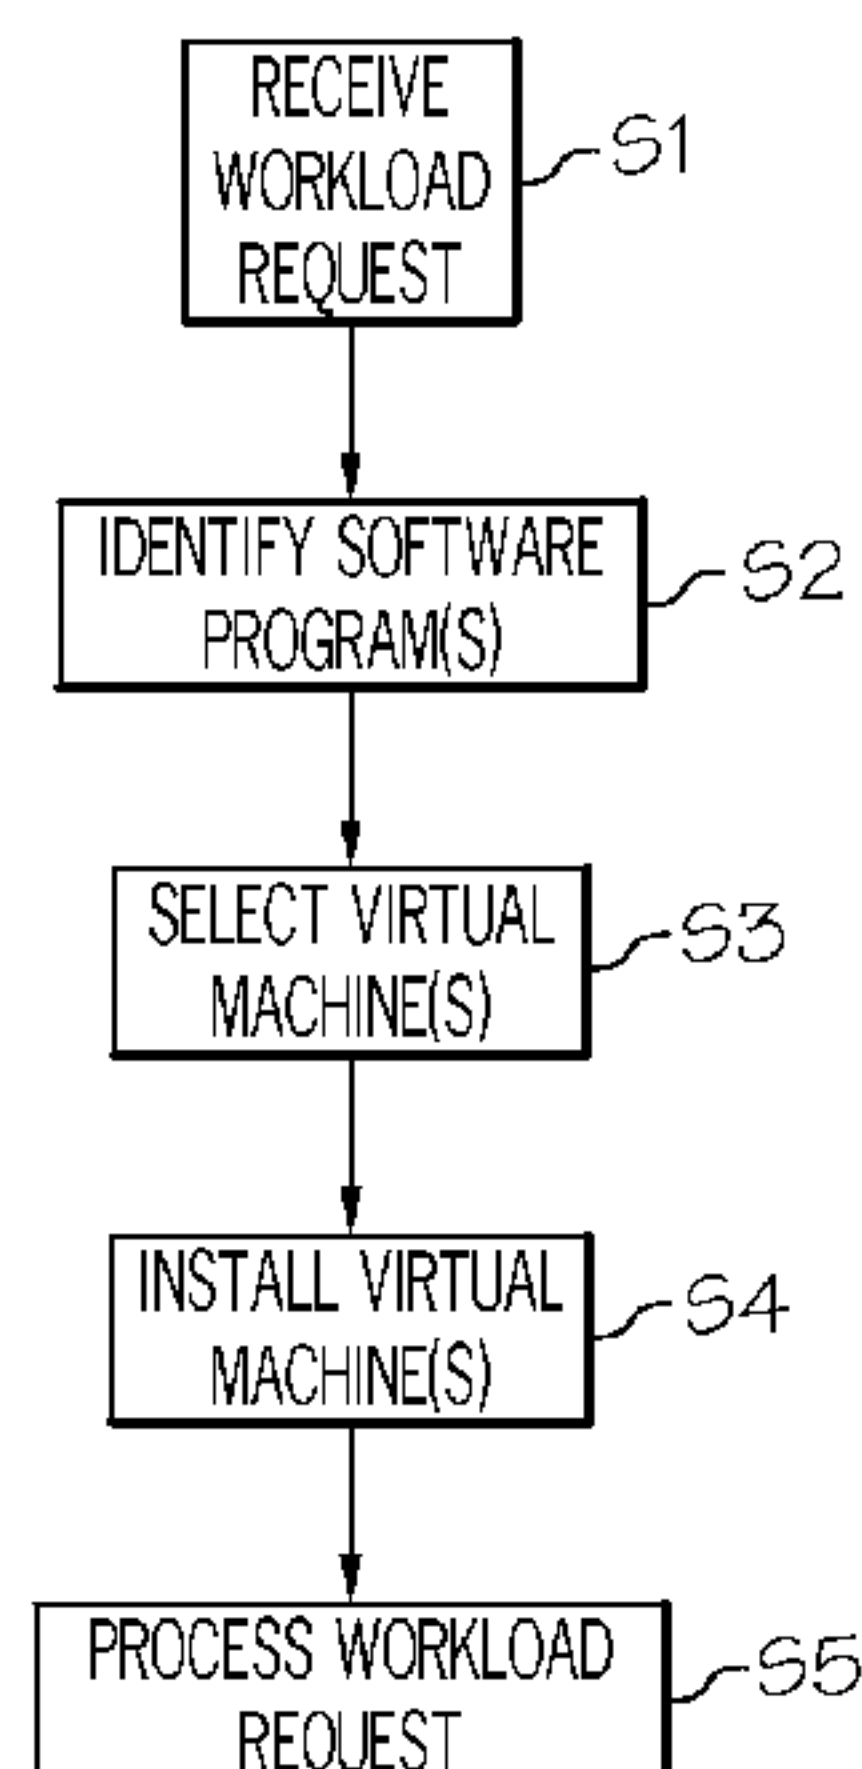 RECEIVE
WORKLOAD
REQUEST
S1
IDENTIFY SOFTWARE
PROGRAM(S)
S2
SELECT VIRTUAL
MACHINE(S)
S3
INSTALL VIRTUAL
MACHINE(S)
S4
PROCESS WORKLOAD
REQUEST
S5